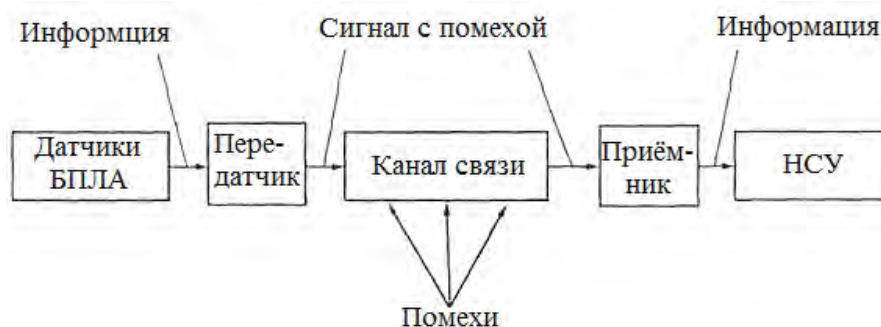 Информция
Сигнал с помехой
Информация
Датчики
БПЛА
Пере-
датчик
Канал связи
Приём-
ник
НСУ
Помехи